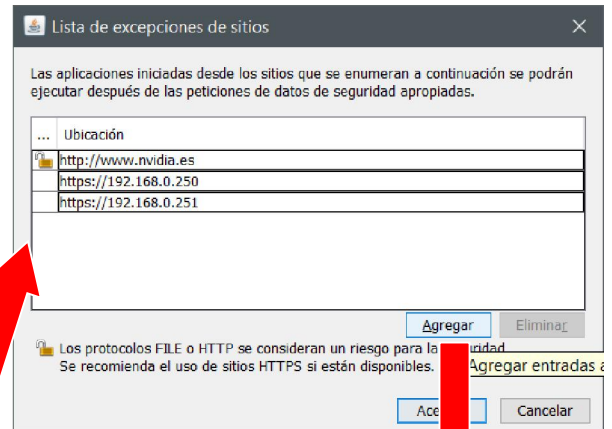 Lista de excepciones de sitios
Las aplicaciones iniciadas desde los sitios que se enumeran a continuación se podrán
ejecutar después de las peticiones de datos de seguridad apropiadas.
... Ubicación
http://www.nvidia.es
https://192.168.0.250
https://192.168.0.251
Agregar Eliminar
Los protocolos FILE o HTTP se consideran un riesgo para la
Se recomienda el uso de sitios HTTPS si están disponibles. Agregar entradas a
Cancelar